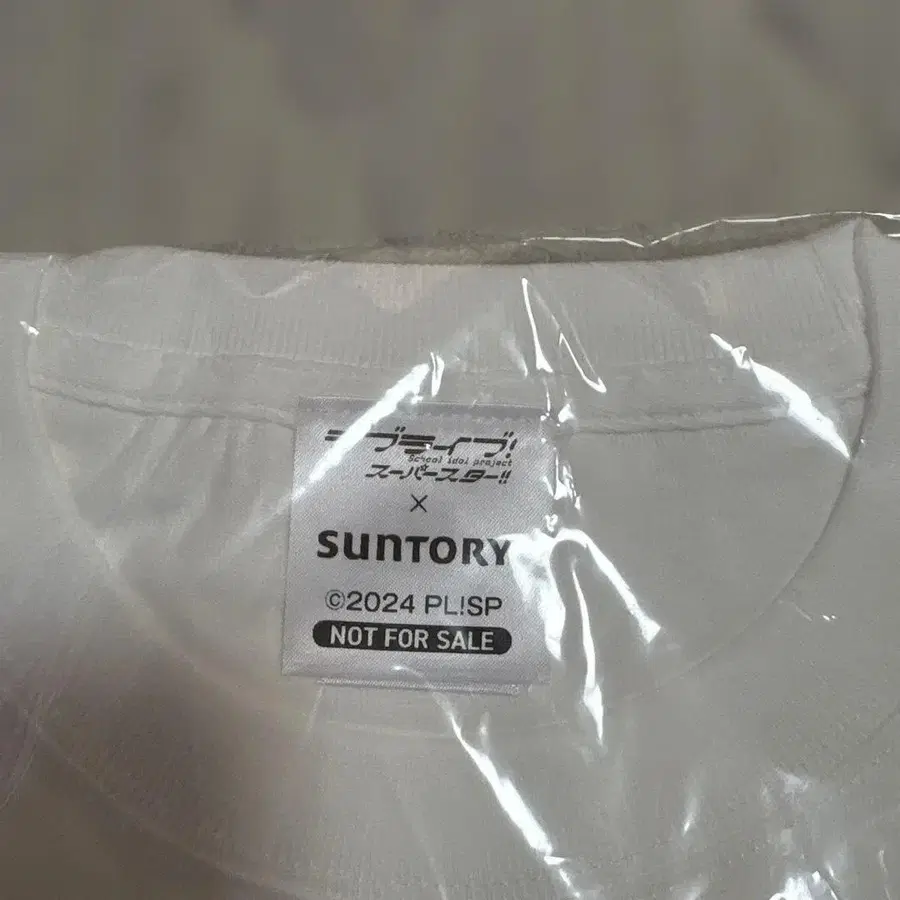 ラブライブ!
School idol project
スーパースター!!
×
SUNTORY
©2024 PL!SP
NOT FOR SALE